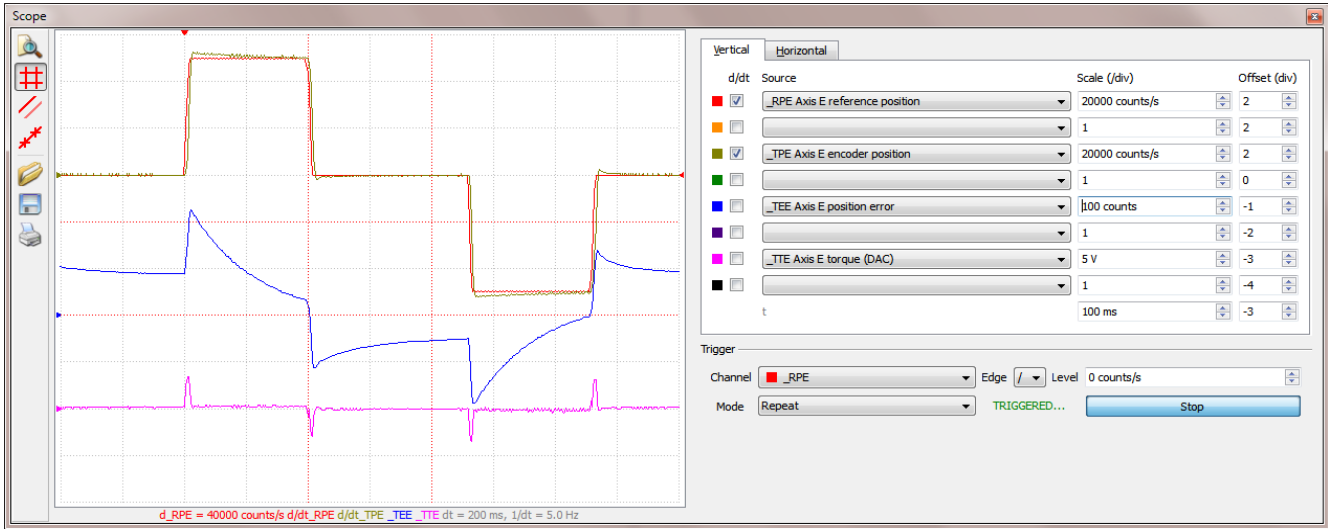 Scope
Vertical Horizontal
d/dt Source Scale (/div) Offset (div)
_RPE Axis E reference position 20000 counts/s 2
1 2
_TPE Axis E encoder position 20000 counts/s 2
1 0
_TEE Axis E position error 100 counts -1
1 -2
_TTE Axis E torque (DAC) 5 V -3
1 -4
t 100 ms -3
Trigger
Channel _RPE Edge / Level 0 counts/s
Mode Repeat TRIGGERED... Stop
d_RPE = 40000 counts/s d/dt_RPE d/dt_TPE _TEE _TTE dt = 200 ms, 1/dt = 5.0 Hz